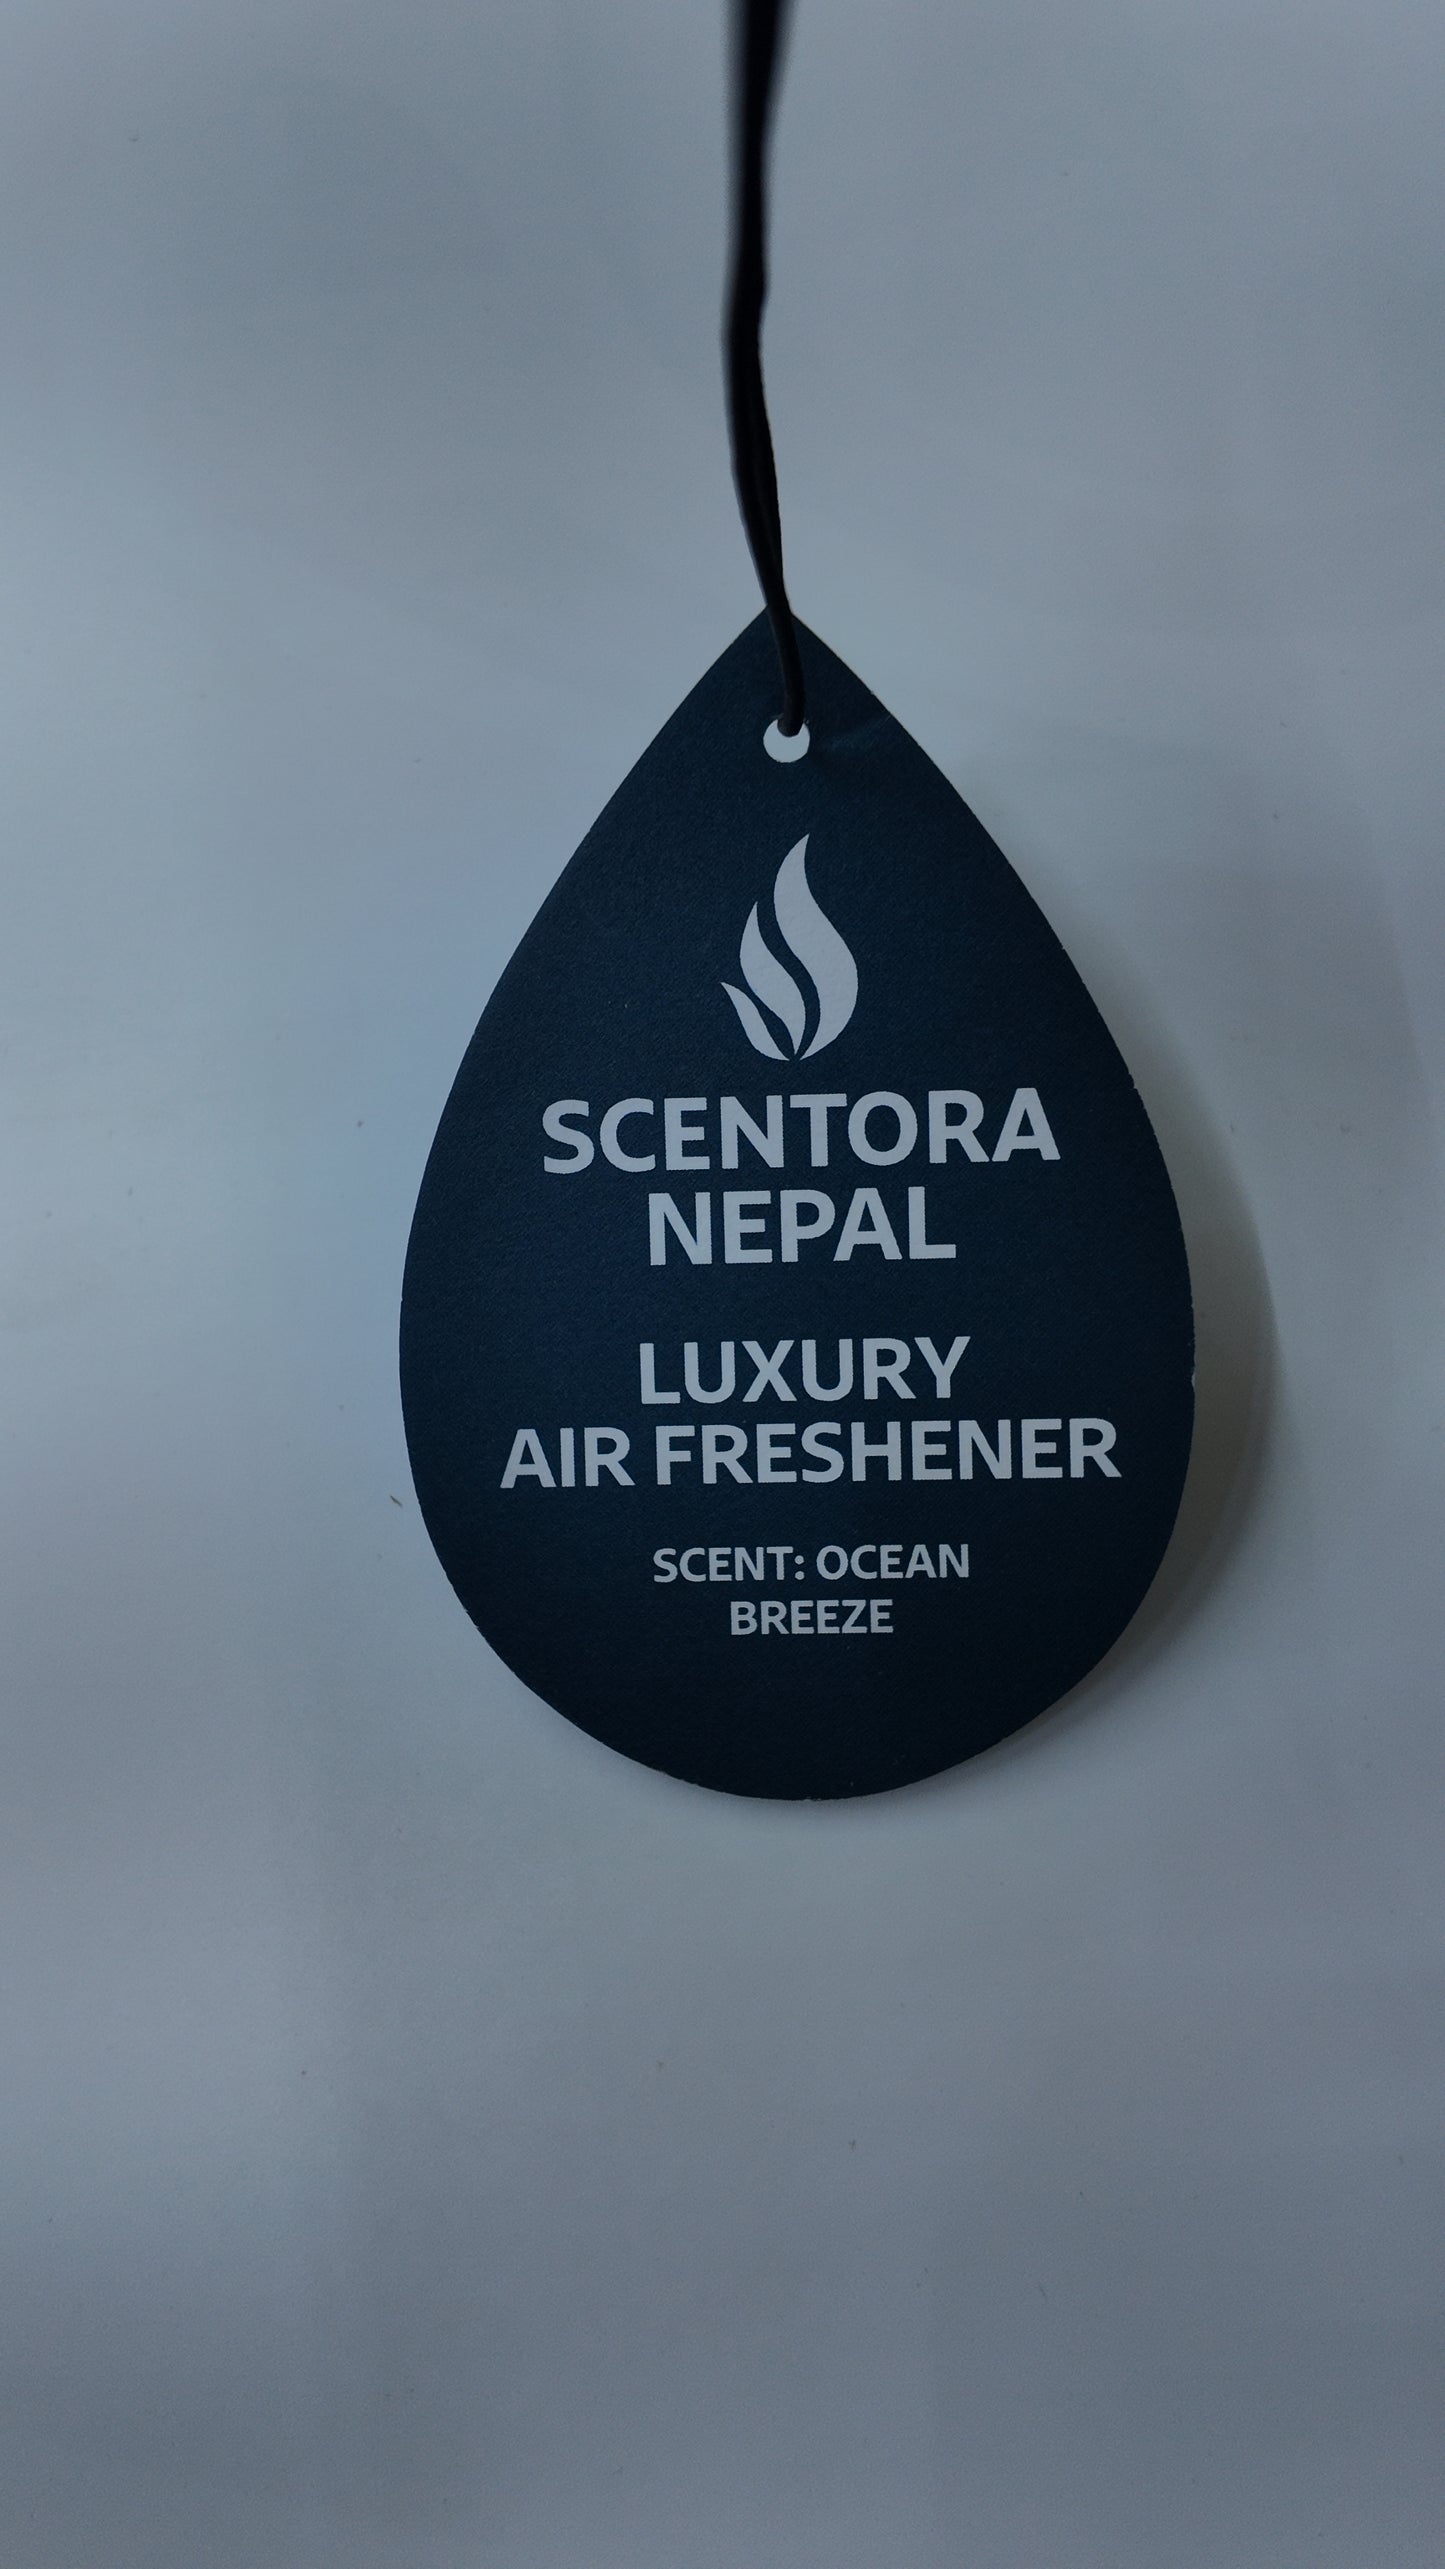 SCENTORA
NEPAL
LUXURY
AIR FRESHENER
SCENT: OCEAN
BREEZE